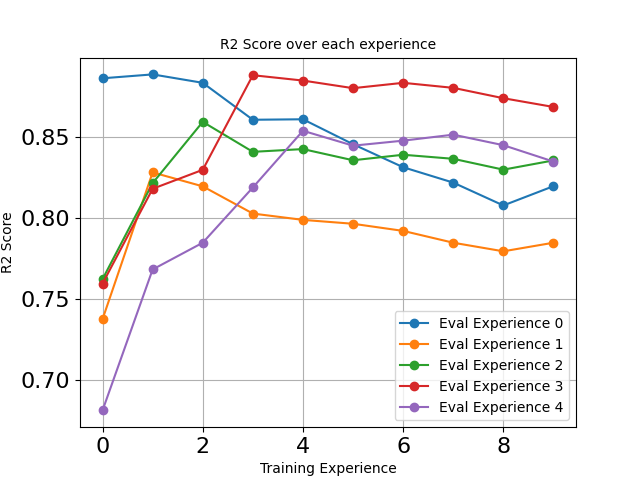 R2 Score over each experience
R2 Score
0.85
0.80
0.75
0.70
0 2 4 6 8
Training Experience
Eval Experience 0
Eval Experience 1
Eval Experience 2
Eval Experience 3
Eval Experience 4